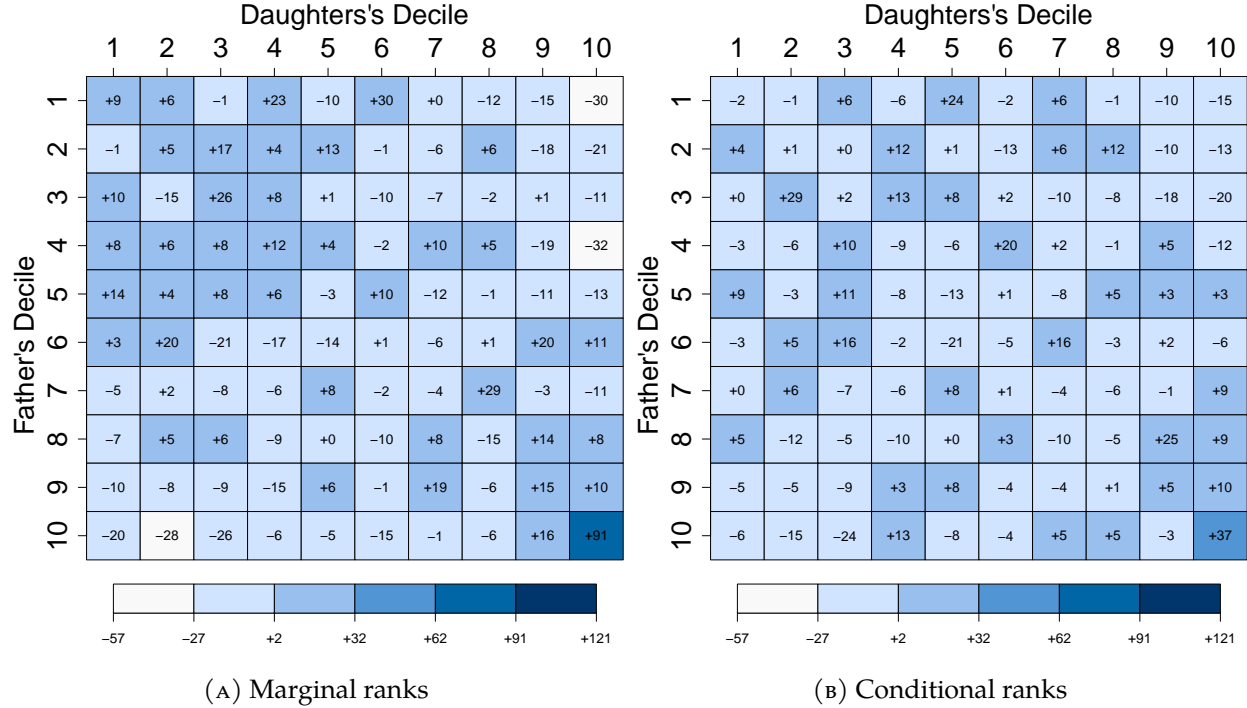 Daughters's Decile
1 2 3 4 5 6 7 8 9 10
Father's Decile
1 +9 +6 −1 +23 −10 +30 +0 −12 −15 −30
2 −1 +5 +17 +4 +13 −1 −6 +6 −18 −21
3 +10 −15 +26 +8 +1 −10 −7 −2 +1 −11
4 +8 +6 +8 +12 +4 −2 +10 +5 −19 −32
5 +14 +4 +8 +6 −3 +10 −12 −1 −11 −13
6 +3 +20 −21 −17 −14 +1 −6 +1 +20 +11
7 −5 +2 −8 −6 +8 −2 −4 +29 −3 −11
8 −7 +5 +6 −9 +0 −10 +8 −15 +14 +8
9 −10 −8 −9 −15 +6 −1 +19 −6 +15 +10
10 −20 −28 −26 −6 −5 −15 −1 −6 +16 +91
−57 −27 +2 +32 +62 +91 +121
(A) Marginal ranks
Daughters's Decile
1 2 3 4 5 6 7 8 9 10
Father's Decile
1 −2 −1 +6 −6 +24 −2 +6 −1 −10 −15
2 +4 +1 +0 +12 +1 −13 +6 +12 −10 −13
3 +0 +29 +2 +13 +8 +2 −10 −8 −18 −20
4 −3 −6 +10 −9 −6 +20 +2 −1 +5 −12
5 +9 −3 +11 −8 −13 +1 −8 +5 +3 +3
6 −3 +5 +16 −2 −21 −5 +16 −3 +2 −6
7 +0 +6 −7 −6 +8 +1 −4 −6 −1 +9
8 +5 −12 −5 −10 +0 +3 −10 −5 +25 +9
9 −5 −5 −9 +3 +8 −4 −4 +1 +5 +10
10 −6 −15 −24 +13 −8 −4 +5 +5 −3 +37
−57 −27 +2 +32 +62 +91 +121
(B) Conditional ranks